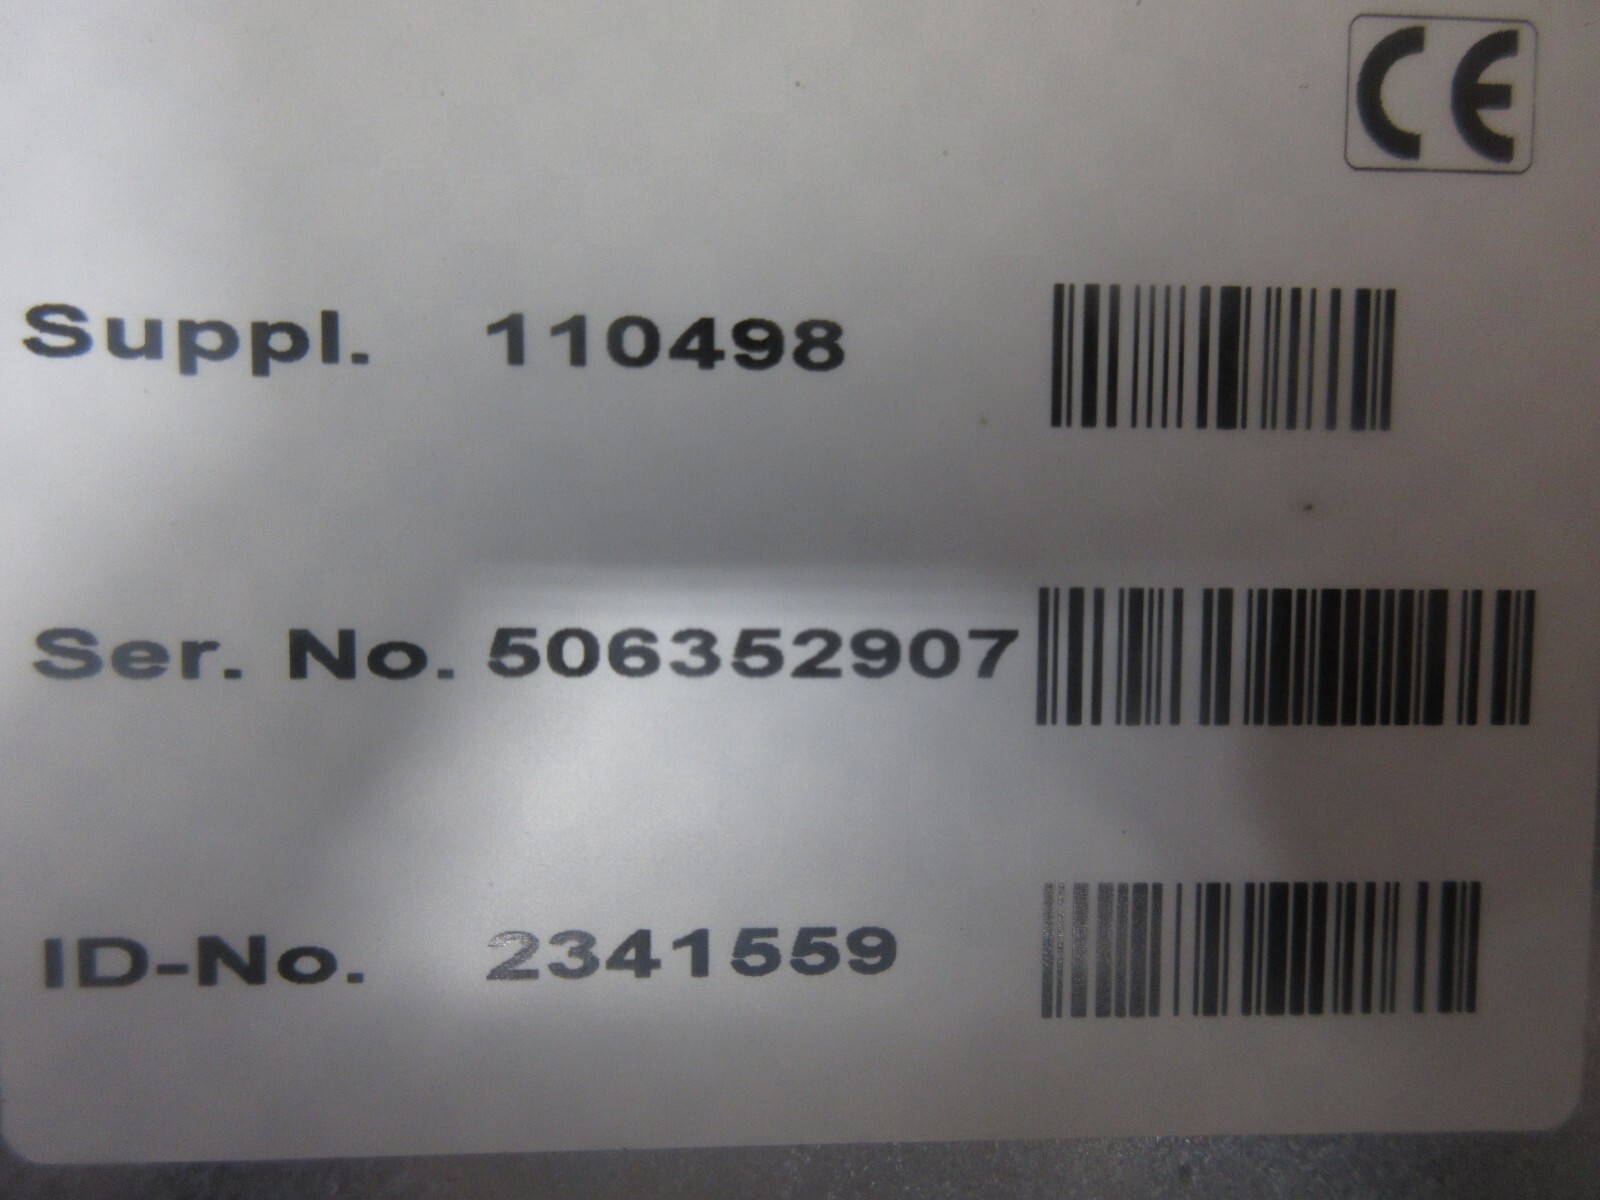 CE
Suppl. 110498
Ser. No. 506352907
ID-No. 2341559